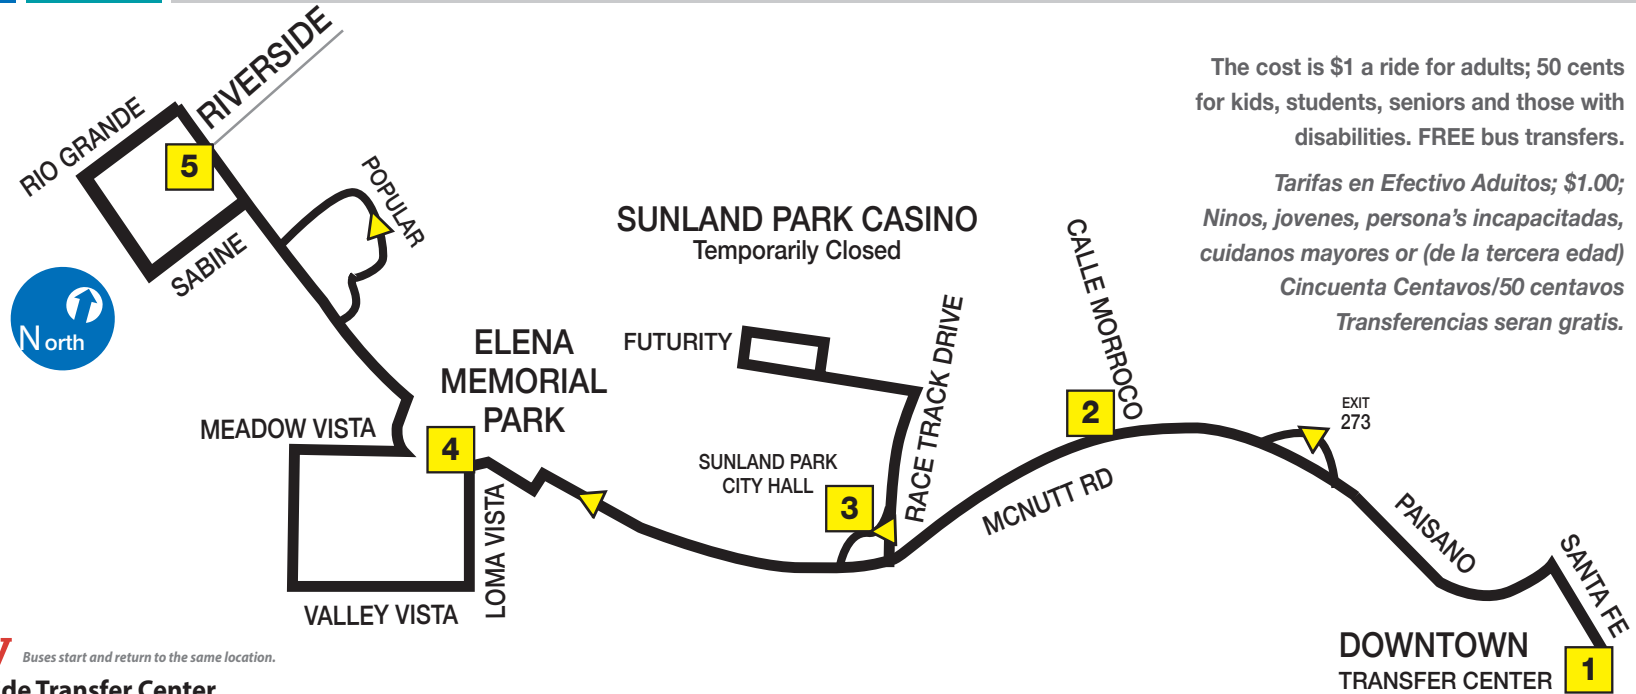 The cost is $1 a ride for adults; 50 cents
for kids, students, seniors and those with
disabilities. FREE bus transfers.
Tarifas en Efectivo Aduitos; $1.00;
Ninos, jovenes, persona's incapacitadas,
cuidanos mayores or (de la tercera edad)
Cincuenta Centavos/50 centavos
Transferencias seran gratis.
RIVERSIDE
RIO GRANDE
5
POPULAR
SABINE
North
SUNLAND PARK CASINO
Temporarily Closed
CALLE MORROCO
RACE TRACK DRIVE
FUTURITY
ELENA
MEMORIAL
PARK
MEADOW VISTA
4
2
EXIT
273
SUNLAND PARK
CITY HALL
3
MCNUTT RD
LOMA VISTA
VALLEY VISTA
PAISANO
SANTA FE
DOWNTOWN
TRANSFER CENTER
1
Buses start and return to the same location.
de Transfer Center